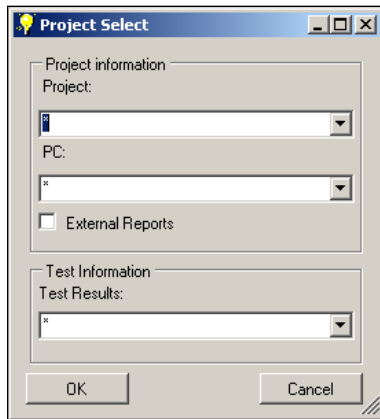 Project Select
Project information
Project:
*
PC:
*
External Reports
Test Information
Test Results:
*
OK Cancel